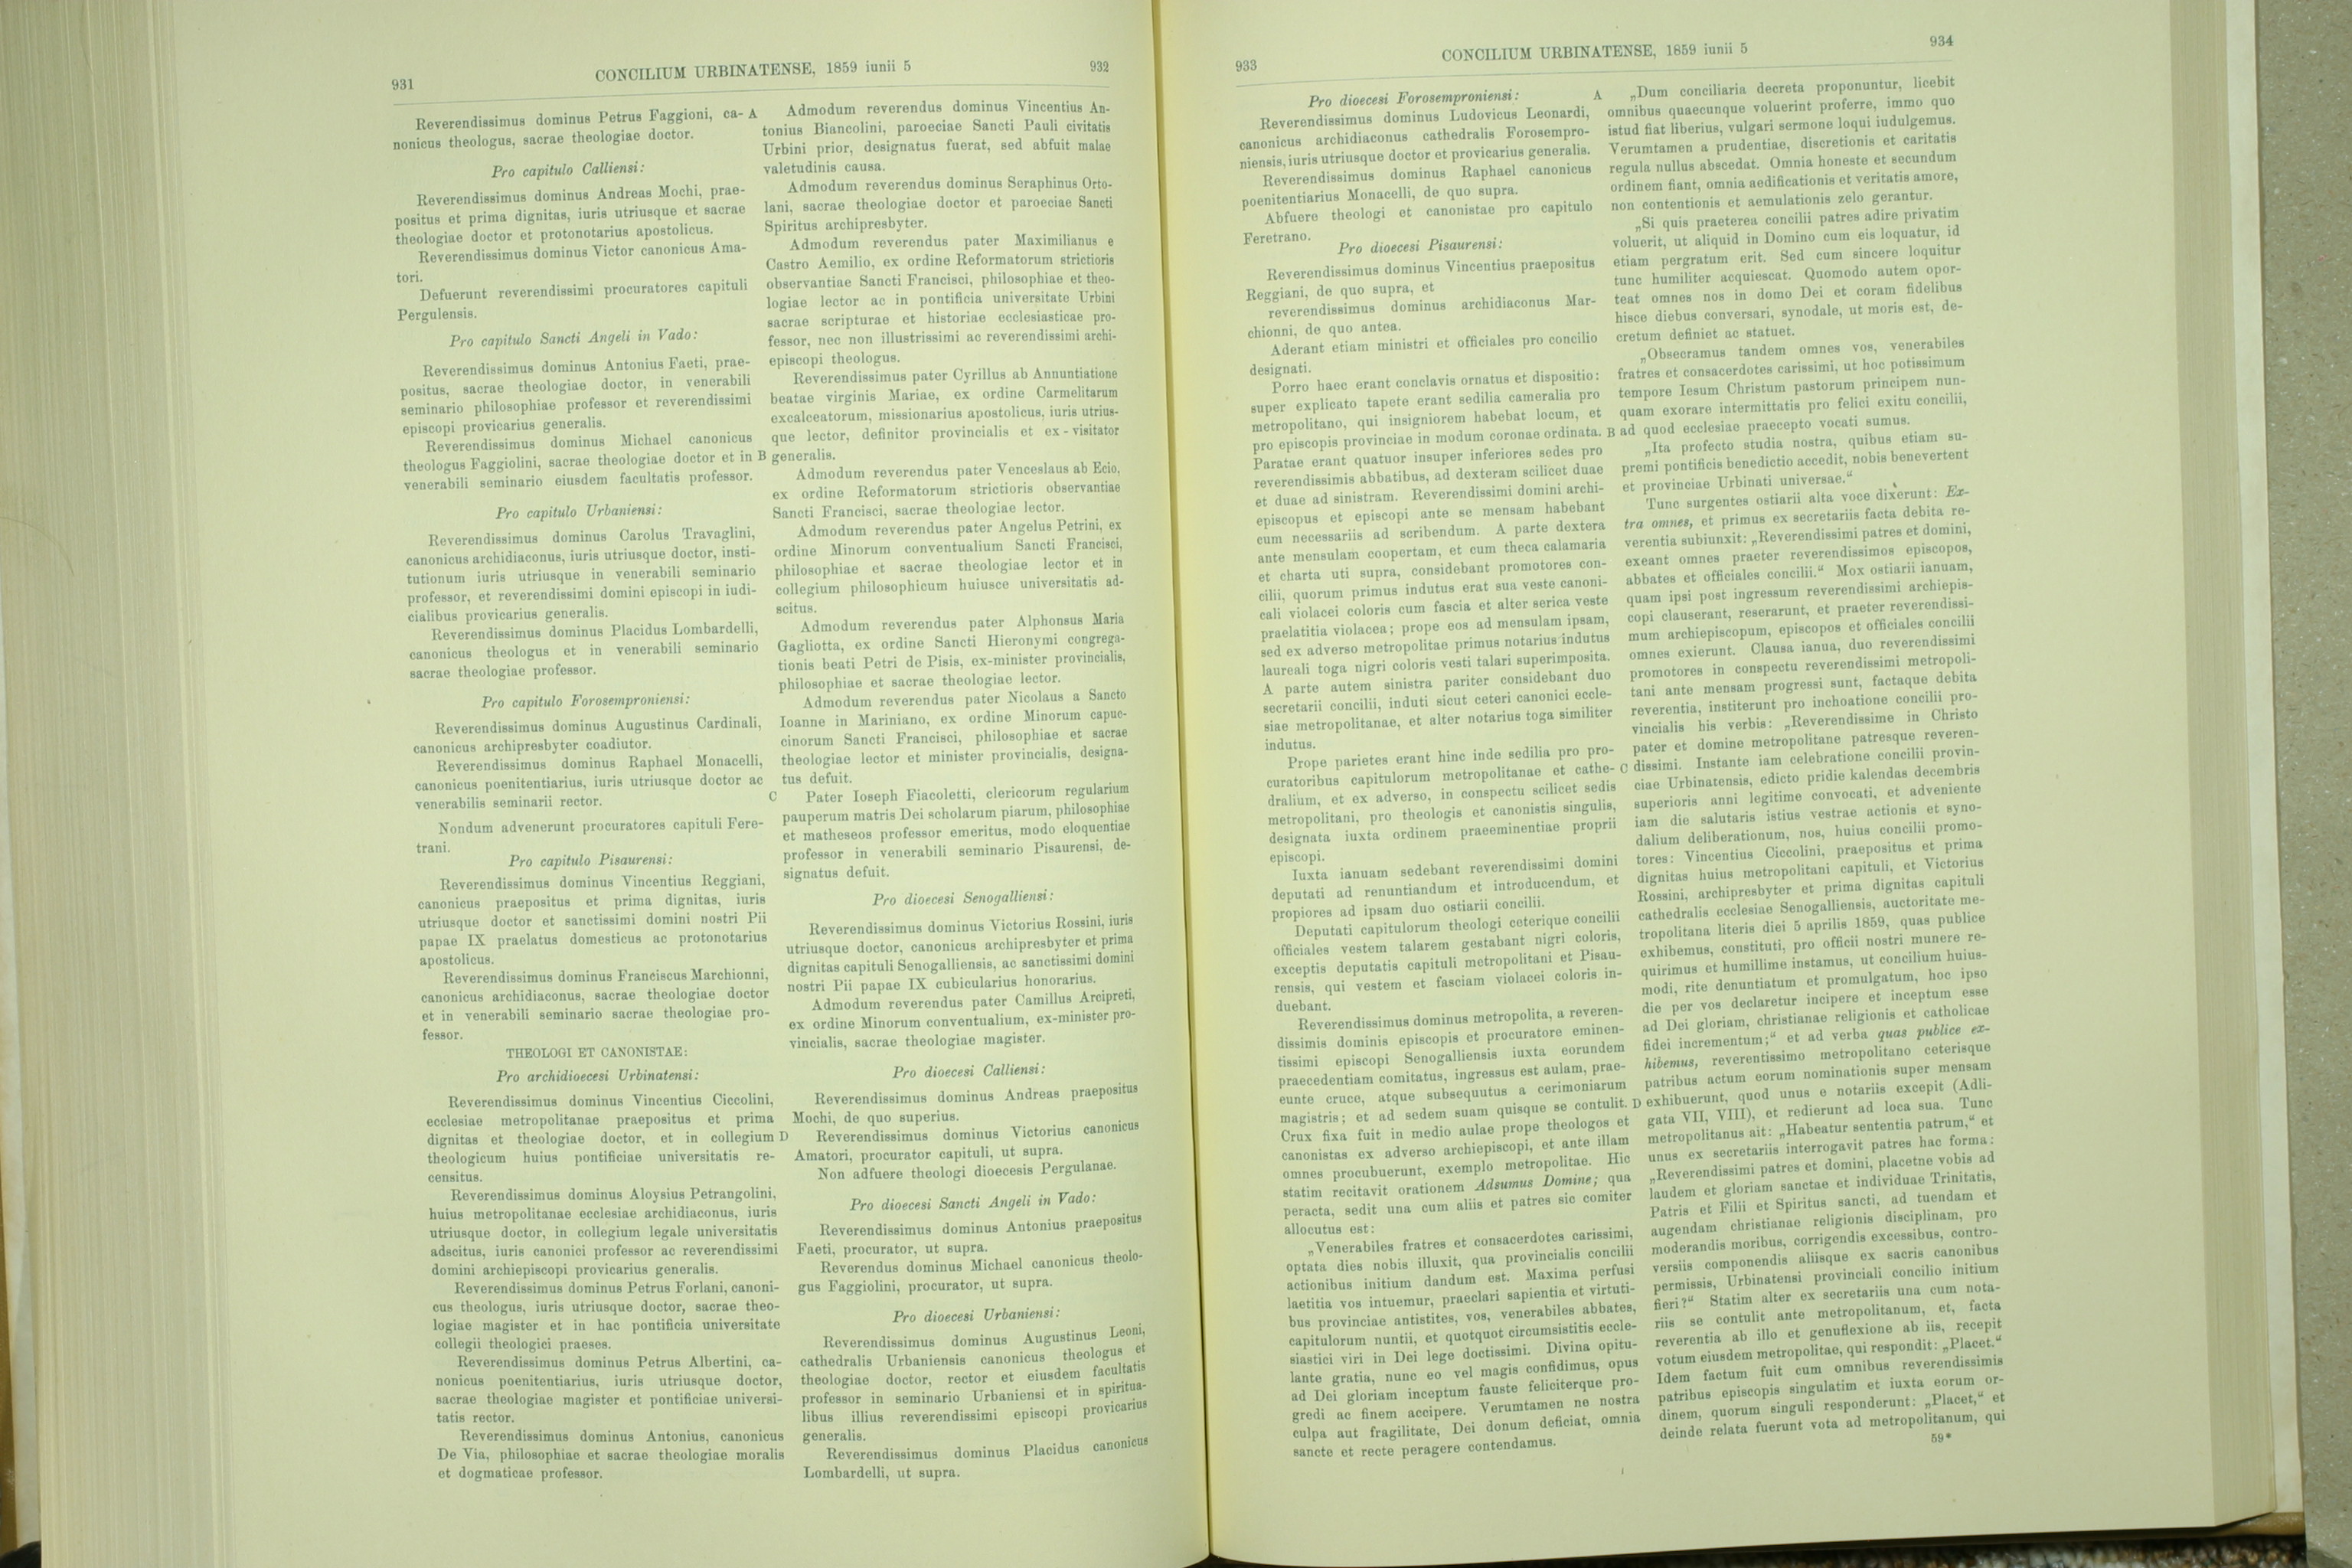 931
CONCILIUM URBINATENSE, 1859 iunii 5
932
Reverendissimus dominus Petrus Faggioni, ca-
nonicus theologus, sacrae theologiae doctor.
Pro capitulo Calliensi:
Reverendissimus dominus Andreas Mochi, prae-
positus et prima dignitas, iuris utriusque et sacrae
theologiae doctor et protonotarius apostolicus.
Reverendissimus dominus Victor canonicus Ama-
tori.
Defuerunt reverendissimi procuratores capituli
Pergulensis.
Pro capitulo Sancti Angeli in Vado:
Reverendissimus dominus Antonius Faeti, prae-
positus, sacrae theologiae doctor, in venerabili
seminario philosophiae professor et reverendissimi
episcopi provicarius generalis.
Reverendissimus dominus Michael canonicus
theologus Faggiolini, sacrae theologiae doctor et in
venerabili seminario eiusdem facultatis professor.
Pro capitulo Urbaniensi:
Reverendissimus dominus Carolus Travaglini,
canonicus archidiaconus, iuris utriusque doctor, insti-
tutionum iuris utriusque in venerabili seminario
professor, et reverendissimi domini episcopi in iudi-
cialibus provicarius generalis.
Reverendissimus dominus Placidus Lombardelli,
canonicus theologus et in venerabili seminario
sacrae theologiae professor.
Pro capitulo Forosemproniensi:
Reverendissimus dominus Augustinus Cardinali,
canonicus archipresbyter coadiutor.
Reverendissimus dominus Raphael Monacelli,
canonicus poenitentiarius, iuris utriusque doctor ac
venerabilis seminarii rector.
Nondum advenerunt procuratores capituli Fere-
trani.
Pro capitulo Pisaurensi:
Reverendissimus dominus Vincentius Reggiani,
canonicus praepositus et prima dignitas, iuris
utriusque doctor et sanctissimi domini nostri Pii
papae IX praelatus domesticus ac protonotarius
apostolicus.
Reverendissimus dominus Franciscus Marchionni,
canonicus archidiaconus, sacrae theologiae doctor
et in venerabili seminario sacrae theologiae pro-
fessor.
THEOLOGI ET CANONISTAE:
Pro archidioecesi Urbinatensi:
Reverendissimus dominus Vincentius Ciccolini,
ecclesiae metropolitanae praepositus et prima
dignitas et theologiae doctor, et in collegium
theologicum huius pontificiae universitatis re-
censitus.
Reverendissimus dominus Aloysius Petrangolini,
huius metropolitanae ecclesiae archidiaconus, iuris
utriusque doctor, in collegium legale universitatis
adscitus, iuris canonici professor ac reverendissimi
domini archiepiscopi provicarius generalis.
Reverendissimus dominus Petrus Forlani, canoni-
cus theologus, iuris utriusque doctor, sacrae theo-
logiae magister et in hac pontificia universitate
collegii theologici praeses.
Reverendissimus dominus Petrus Albertini, ca-
nonicus poenitentiarius, iuris utriusque doctor,
sacrae theologiae magister et pontificiae universi-
tatis rector.
Reverendissimus dominus Antonius, canonicus
De Via, philosophiae et sacrae theologiae moralis
et dogmaticae professor.
A
B
C
D
Admodum reverendus dominus Vincentius An-
tonius Biancolini, paroeciae Sancti Pauli civitatis
Urbini prior, designatus fuerat, sed abfuit malae
valetudinis causa.
Admodum reverendus dominus Seraphinus Orto-
lani, sacrae theologiae doctor et paroeciae Sancti
Spiritus archipresbyter.
Admodum reverendus pater Maximilianus e
Castro Aemilio, ex ordine Reformatorum strictioris
observantiae Sancti Francisci, philosophiae et theo-
logiae lector ac in pontificia universitate Urbini
sacrae scripturae et historiae ecclesiasticae pro-
fessor, nec non illustrissimi ac reverendissimi archi-
episcopi theologus.
Reverendissimus pater Cyrillus ab Annuntiatione
beatae virginis Mariae, ex ordine Carmelitarum
excalceatorum, missionarius apostolicus, iuris utrius-
que lector, definitor provincialis et ex-visitator
generalis.
Admodum reverendus pater Venceslaus ab Ecio,
ex ordine Reformatorum strictioris observantiae
Sancti Francisci, sacrae theologiae lector.
Admodum reverendus pater Angelus Petrini, ex
ordine Minorum conventualium Sancti Francisci,
philosophiae et sacrae theologiae lector et in
collegium philosophicum huiusce universitatis ad-
scitus.
Admodum reverendus pater Alphonsus Maria
Gagliotta, ex ordine Sancti Hieronymi congrega-
tionis beati Petri de Pisis, ex-minister provincialis,
philosophiae et sacrae theologiae lector.
Admodum reverendus pater Nicolaus a Sancto
Ioanne in Mariniano, ex ordine Minorum capuc-
cinorum Sancti Francisci, philosophiae et sacrae
theologiae lector et minister provincialis, designa-
tus defuit.
Pater Ioseph Fiacoletti, clericorum regularium
pauperum matris Dei scholarum piarum, philosophiae
et matheseos professor emeritus, modo eloquentiae
professor in venerabili seminario Pisaurensi, de-
signatus defuit.
Pro dioecesi Senogalliensi:
Reverendissimus dominus Victorius Rossini, iuris
utriusque doctor, canonicus archipresbyter et prima
dignitas capituli Senogalliensis, ac sanctissimi domini
nostri Pii papae IX cubicularius honorarius.
Admodum reverendus pater Camillus Arcipreti,
ex ordine Minorum conventualium, ex-minister pro-
vincialis, sacrae theologiae magister.
Pro dioecesi Calliensi:
Reverendissimus dominus Andreas praepositus
Mochi, de quo superius.
Reverendissimus dominus Victorius canonicus
Amatori, procurator capituli, ut supra.
Non adfuere theologi dioecesis Pergulanae.
Pro dioecesi Sancti Angeli in Vado:
Reverendissimus dominus Antonius praepositus
Faeti, procurator, ut supra.
Reverendus dominus Michael canonicus theolo-
gus Faggiolini, procurator, ut supra.
Pro dioecesi Urbaniensi:
Reverendissimus dominus Augustinus Leoni,
cathedralis Urbaniensis canonicus theologus et
theologiae doctor, rector et eiusdem facultatis
professor in seminario Urbaniensi et in spiritua-
libus illius reverendissimi episcopi provicarius
generalis.
Reverendissimus dominus Placidus canonicus
Lombardelli, ut supra.
933
CONCILIUM URBINATENSE, 1859 iunii 5
934
Pro dioecesi Forosemproniensi:
Reverendissimus dominus Ludovicus Leonardi,
canonicus archidiaconus cathedralis Forosempro-
niensis, iuris utriusque doctor et provicarius generalis.
Reverendissimus dominus Raphael canonicus
poenitentiarius Monacelli, de quo supra.
Abfuere theologi et canonistae pro capitulo
Feretrano.
Pro dioecesi Pisaurensi:
Reverendissimus dominus Vincentius praepositus
Reggiani, de quo supra, et
reverendissimus dominus archidiaconus Mar-
chionni, de quo antea.
Aderant etiam ministri et officiales pro concilio
designati.
Porro haec erant conclavis ornatus et dispositio:
super explicato tapete erant sedilia cameralia pro
metropolitano, qui insigniorem habebat locum, et
pro episcopis provinciae in modum coronae ordinata.
Paratae erant quatuor insuper inferiores sedes pro
reverendissimis abbatibus, ad dexteram scilicet duae
et duae ad sinistram. Reverendissimi domini archi-
episcopus et episcopi ante se mensam habebant
cum necessariis ad scribendum. A parte dextera
ante mensulam coopertam, et cum theca calamaria
et charta uti supra, considebant promotores con-
cilii, quorum primus indutus erat sua veste canoni-
cali violacei coloris cum fascia et alter serica veste
praelatitia violacea; prope eos ad mensulam ipsam,
sed ex adverso metropolitae primus notarius indutus
laureali toga nigri coloris vesti talari superimposita.
A parte autem sinistra pariter considebant duo
secretarii concilii, induti sicut ceteri canonici eccle-
siae metropolitanae, et alter notarius toga similiter
indutus.
Prope parietes erant hinc inde sedilia pro pro-
curatoribus capitulorum metropolitanae et cathe-
dralium, et ex adverso, in conspectu scilicet sedis
metropolitani, pro theologis et canonistis singulis,
designata iuxta ordinem praeeminentiae proprii
episcopi.
Iuxta ianuam sedebant reverendissimi domini
deputati ad renuntiandum et introducendum, et
propiores ad ipsam duo ostiarii concilii.
Deputati capitulorum theologi ceterique concilii
officiales vestem talarem gestabant nigri coloris,
exceptis deputatis capituli metropolitani et Pisau-
rensis, qui vestem et fasciam violacei coloris in-
duebant.
Reverendissimus dominus metropolita, a reveren-
dissimis dominis episcopis et procuratore eminen-
tissimi episcopi Senogalliensis iuxta eorundem
praecedentiam comitatus, ingressus est aulam, prae-
eunte cruce, atque subsequutus a cerimoniarum
magistris; et ad sedem suam quisque se contulit.
Crux fixa fuit in medio aulae prope theologos et
canonistas ex adverso archiepiscopi, et ante illam
omnes procubuerunt, exemplo metropolitae. Hic
statim recitavit orationem Adsumus Domine; qua
peracta, sedit una cum aliis et patres sic comiter
allocutus est:
„Venerabiles fratres et consacerdotes carissimi,
optata dies nobis illuxit, qua provincialis concilii
actionibus initium dandum est. Maxima perfusi
laetitia vos intuemur, praeclari sapientia et virtuti-
bus provinciae antistites, vos, venerabiles abbates,
capitulorum nuntii, et quotquot circumsistitis eccle-
siastici viri in Dei lege doctissimi. Divina opitu-
lante gratia, nunc eo vel magis confidimus, opus
ad Dei gloriam inceptum fauste feliciterque pro-
gredi ac finem accipere. Verumtamen ne nostra
culpa aut fragilitate, Dei donum deficiat, omnia
sancte et recte peragere contendamus.
A
B
C
D
„Dum conciliaria decreta proponuntur, licebit
omnibus quaecunque voluerint proferre, immo quo
istud fiat liberius, vulgari sermone loqui iudulgemus.
Verumtamen a prudentiae, discretionis et caritatis
regula nullus abscedat. Omnia honeste et secundum
ordinem fiant, omnia aedificationis et veritatis amore,
non contentionis et aemulationis zelo gerantur.
„Si quis praeterea concilii patres adire privatim
voluerit, ut aliquid in Domino cum eis loquatur, id
etiam pergratum erit. Sed cum sincere loquitur
tunc humiliter acquiescat. Quomodo autem opor-
teat omnes nos in domo Dei et coram fidelibus
hisce diebus conversari, synodale, ut moris est, de-
cretum definiet ac statuet.
„Obsecramus tandem omnes vos, venerabiles
fratres et consacerdotes carissimi, ut hoc potissimum
tempore Iesum Christum pastorum principem nun-
quam exorare intermittatis pro felici exitu concilii,
ad quod ecclesiae praecepto vocati sumus.
„Ita profecto studia nostra, quibus etiam su-
premi pontificis benedictio accedit, nobis benevertent
et provinciae Urbinati universae.“
Tunc surgentes ostiarii alta voce dixerunt: Ex-
tra omnes, et primus ex secretariis facta debita re-
verentia subiunxit: „Reverendissimi patres et domini,
exeant omnes praeter reverendissimos episcopos,
abbates et officiales concilii.“ Mox ostiarii ianuam,
quam ipsi post ingressum reverendissimi archiepis-
copi clauserant, reserarunt, et praeter reverendissi-
mum archiepiscopum, episcopos et officiales concilii
omnes exierunt. Clausa ianua, duo reverendissimi
promotores in conspectu reverendissimi metropoli-
tani ante mensam progressi sunt, factaque debita
reverentia, institerunt pro inchoatione concilii pro-
vincialis his verbis: „Reverendissime in Christo
pater et domine metropolitane patresque reveren-
dissimi. Instante iam celebratione concilii provin-
ciae Urbinatensis, edicto pridie kalendas decembris
superioris anni legitime convocati, et adveniente
iam die salutaris istius vestrae actionis et syno-
dalium deliberationum, nos, huius concilii promo-
tores: Vincentius Ciccolini, praepositus et prima
dignitas huius metropolitani capituli, et Victorius
Rossini, archipresbyter et prima dignitas capituli
cathedralis ecclesiae Senogalliensis, auctoritate me-
tropolitana literis diei 5 aprilis 1859, quas publice
exhibemus, constituti, pro officii nostri munere re-
quirimus et humillime instamus, ut concilium huius-
modi, rite denuntiatum et promulgatum, hoc ipso
die per vos declaretur incipere et inceptum esse
ad Dei gloriam, christianae religionis et catholicae
fidei incrementum;“ et ad verba quas publice ex-
hibemus, reverentissimo metropolitano ceterisque
patribus actum eorum nominationis super mensam
exhibuerunt, quod unus e notariis excepit (Adli-
gata VII, VIII), et redierunt ad loca sua. Tunc
metropolitanus ait: „Habeatur sententia patrum,“ et
unus ex secretariis interrogavit patres hac forma:
„Reverendissimi patres et domini, placetne vobis ad
laudem et gloriam sanctae et individuae Trinitatis,
Patris et Filii et Spiritus sancti, ad tuendam et
augendam christianae religionis disciplinam, pro
moderandis moribus, corrigendis excessibus, contro-
versiis componendis aliisque ex sacris canonibus
permissis, Urbinatensi provinciali concilio initium
fieri?“ Statim alter ex secretariis una cum nota-
riis se contulit ante metropolitanum, et, facta
reverentia ab illo et genuflexione ab iis, recepit
votum eiusdem metropolitae, qui respondit: „Placet.“
Idem factum fuit cum omnibus reverendissimis
patribus episcopis singulatim et iuxta eorum or-
dinem, quorum singuli responderunt: „Placet,“ et
deinde relata fuerunt vota ad metropolitanum, qui
59*